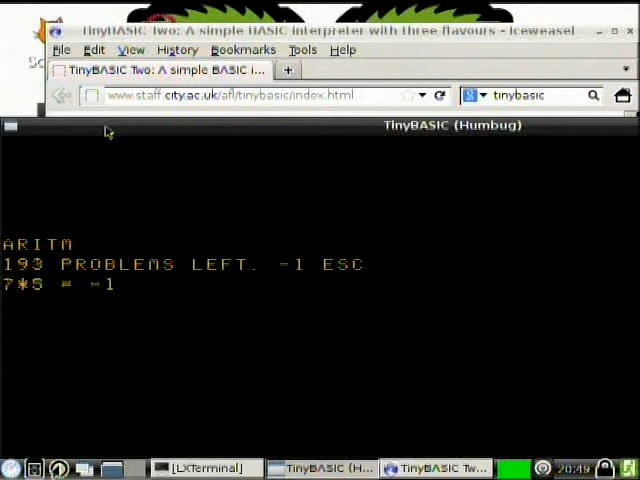 TinyBASIC Two: A simple BASIC interpreter with three flavours - Iceweasel
File Edit View History Bookmarks Tools Help
TinyBASIC Two: A simple BASIC i... +
www.staff.city.ac.uk/afl/tinybasic/index.html tinybasic
TinyBASIC (Humbug)
ARITM
193 PROBLEMS LEFT. -1 ESC
7*S = -1
[LXTerminal] TinyBASIC (H... TinyBASIC Tw... 20:49